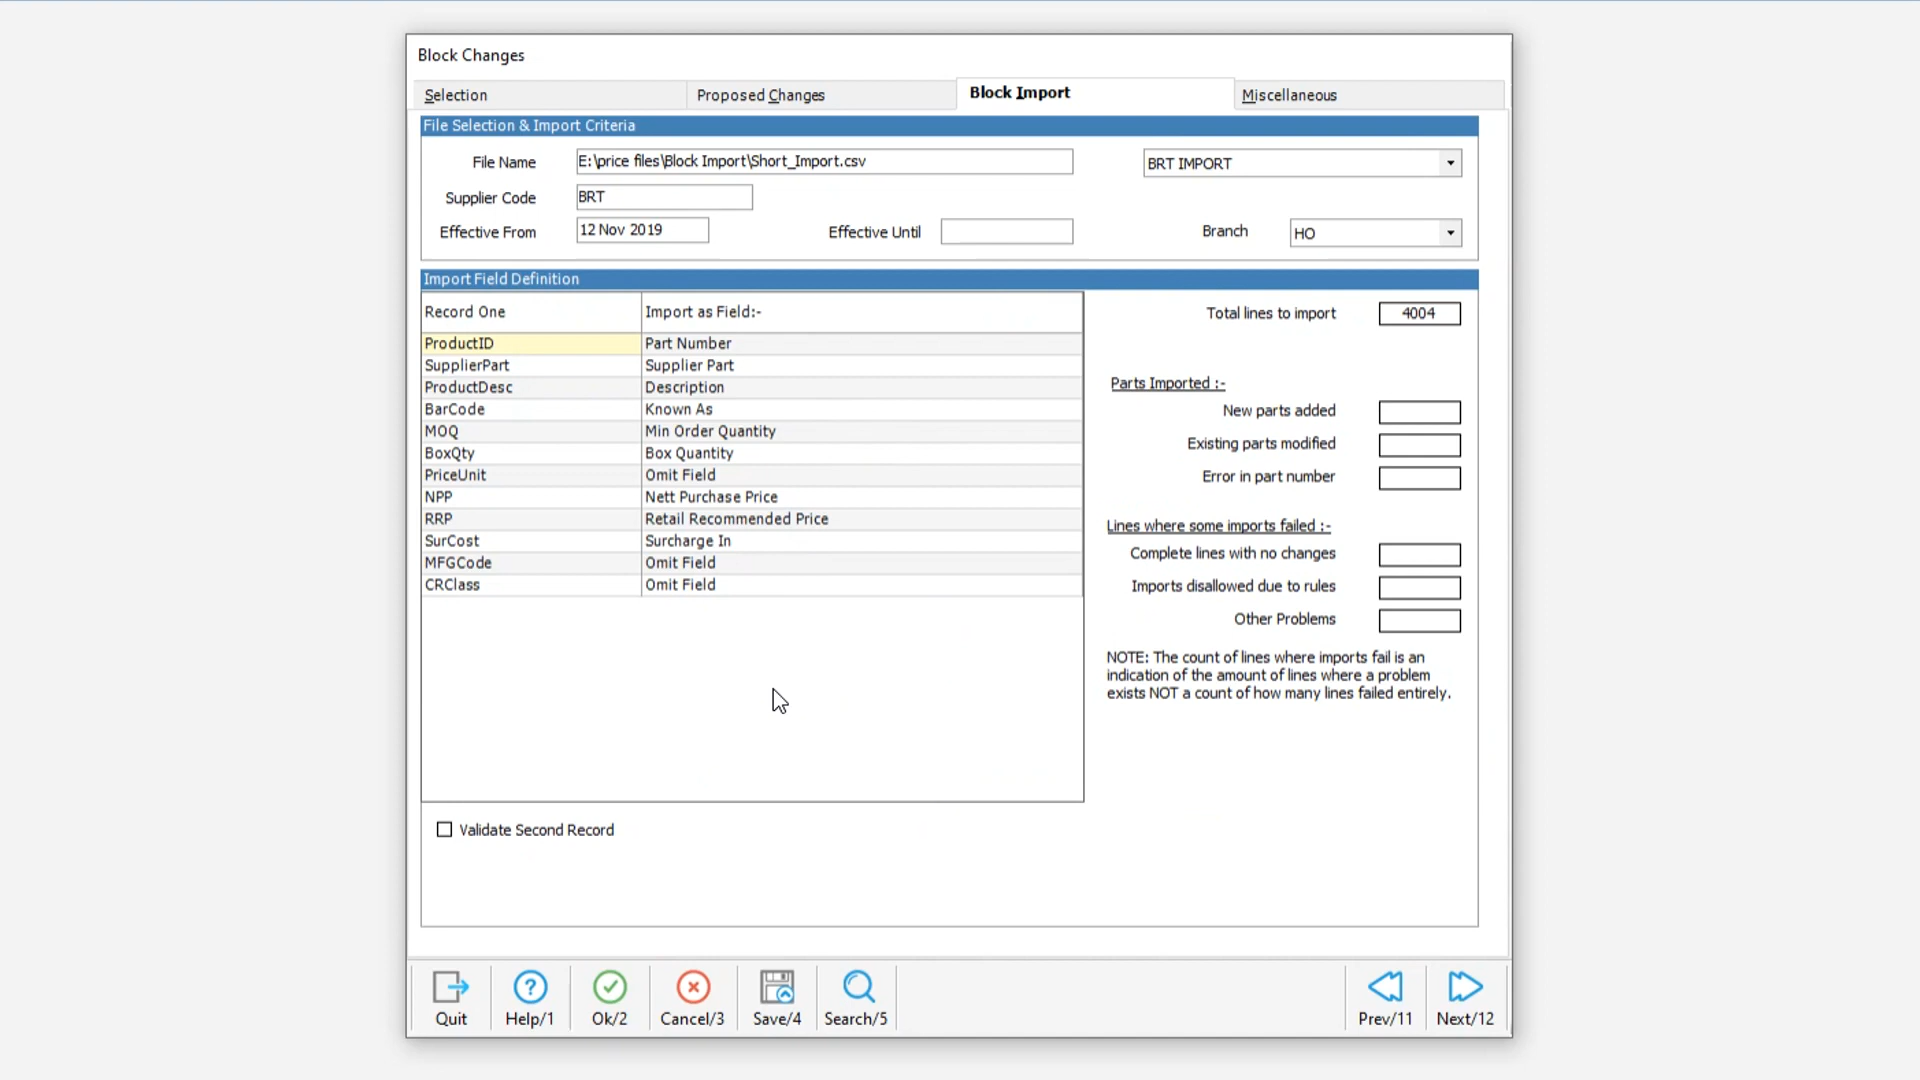 Block Changes
Selection
Proposed Changes
Block Import
Miscellaneous
File Selection & Import Criteria
File Name
E:\price files\Block Import\Short_Import.csv
BRT IMPORT
Supplier Code
BRT
Effective From
12 Nov 2019
Effective Until
Branch
HO
Import Field Definition
Record One
Import as Field:-
ProductID
Part Number
SupplierPart
Supplier Part
ProductDesc
Description
BarCode
Known As
MOQ
Min Order Quantity
BoxQty
Box Quantity
PriceUnit
Omit Field
NPP
Nett Purchase Price
RRP
Retail Recommended Price
SurCost
Surcharge In
MFGCode
Omit Field
CRClass
Omit Field
Total lines to import
4004
Parts Imported :-
New parts added
Existing parts modified
Error in part number
Lines where some imports failed :-
Complete lines with no changes
Imports disallowed due to rules
Other Problems
NOTE: The count of lines where imports fail is an
indication of the amount of lines where a problem
exists NOT a count of how many lines failed entirely.
Validate Second Record
Quit
Help/1
Ok/2
Cancel/3
Save/4
Search/5
Prev/11
Next/12